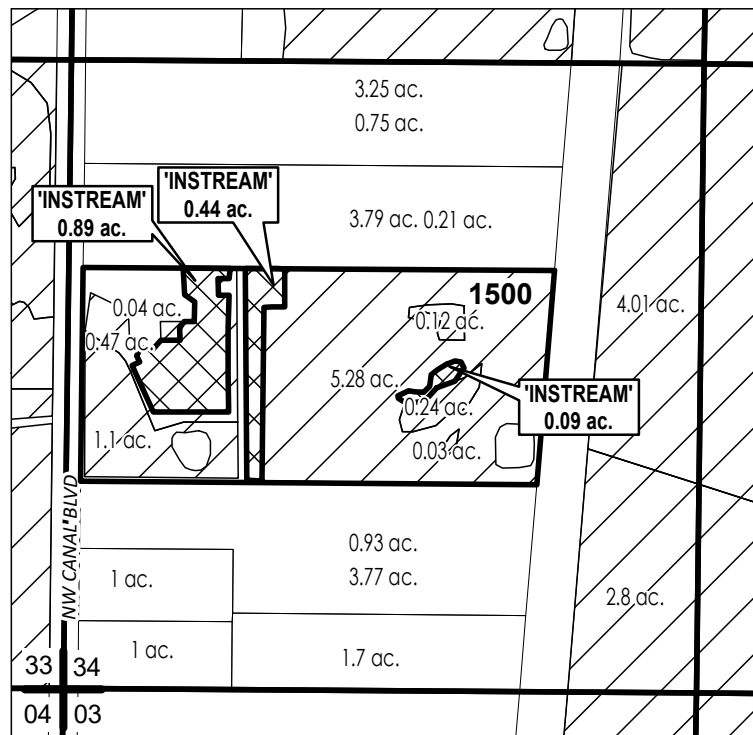 3.25 ac.
0.75 ac.
'INSTREAM'
0.44 ac.
'INSTREAM'
0.89 ac.
3.79 ac. 0.21 ac.
1500
4.01 ac.
0.04 ac.
0.12 ac.
0.47 ac.
5.28 ac.
'INSTREAM'
0.09 ac.
0.24 ac.
1.1 ac.
0.03 ac.
NW CANAL BLVD
0.93 ac.
3.77 ac.
1 ac.
2.8 ac.
1 ac.
1.7 ac.
33 34
04 03